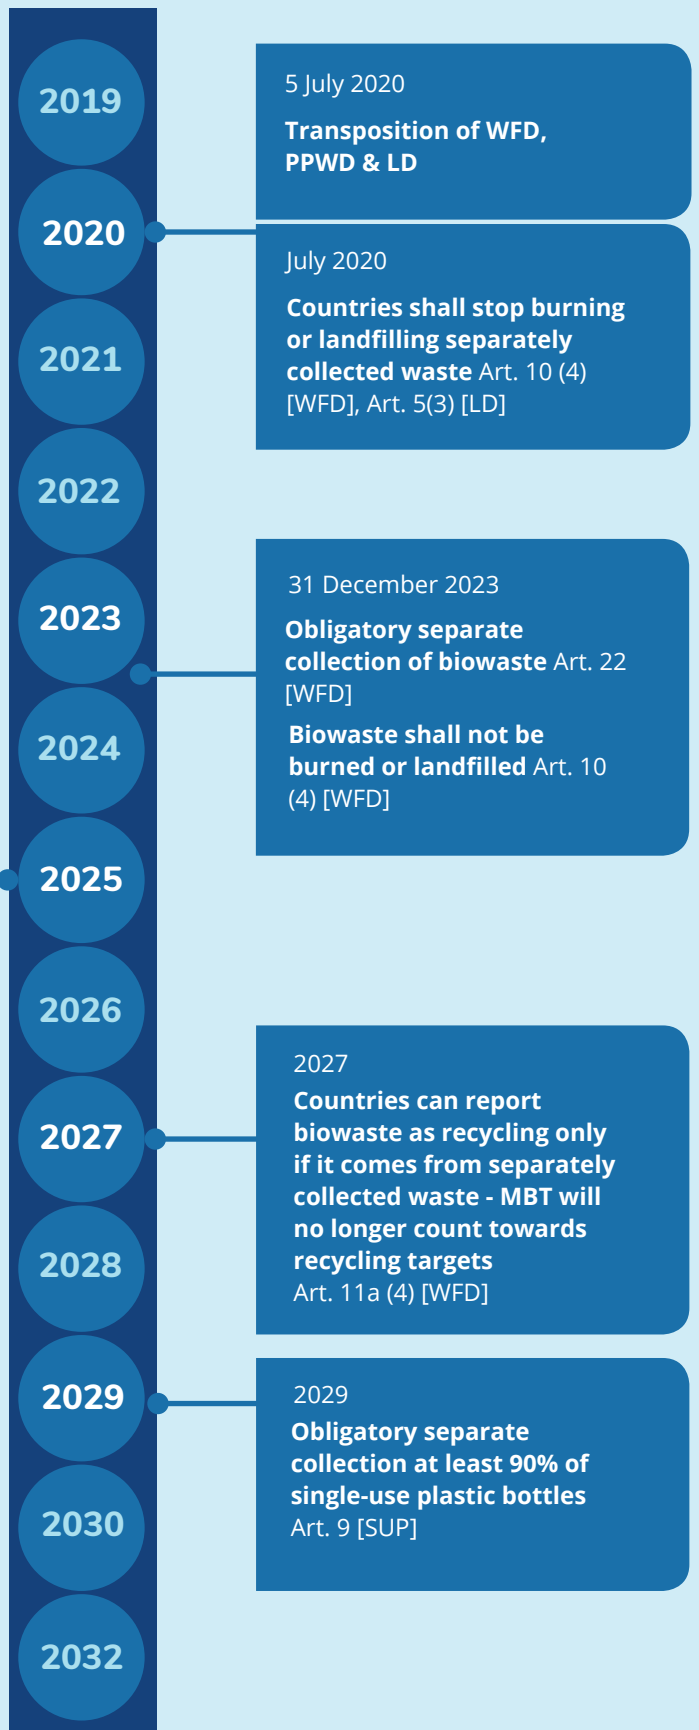 2019
2020
2021
2022
2023
2024
2025
2026
2027
2028
2029
2030
2032
5 July 2020
Transposition of WFD,
PPWD & LD
July 2020
Countries shall stop burning
or landfilling separately
collected waste Art. 10 (4)
[WFD], Art. 5(3) [LD]
31 December 2023
Obligatory separate
collection of biowaste Art. 22
[WFD]
Biowaste shall not be
burned or landfilled Art. 10
(4) [WFD]
2027
Countries can report
biowaste as recycling only
if it comes from separately
collected waste - MBT will
no longer count towards
recycling targets
Art. 11a (4) [WFD]
2029
Obligatory separate
collection at least 90% of
single-use plastic bottles
Art. 9 [SUP]